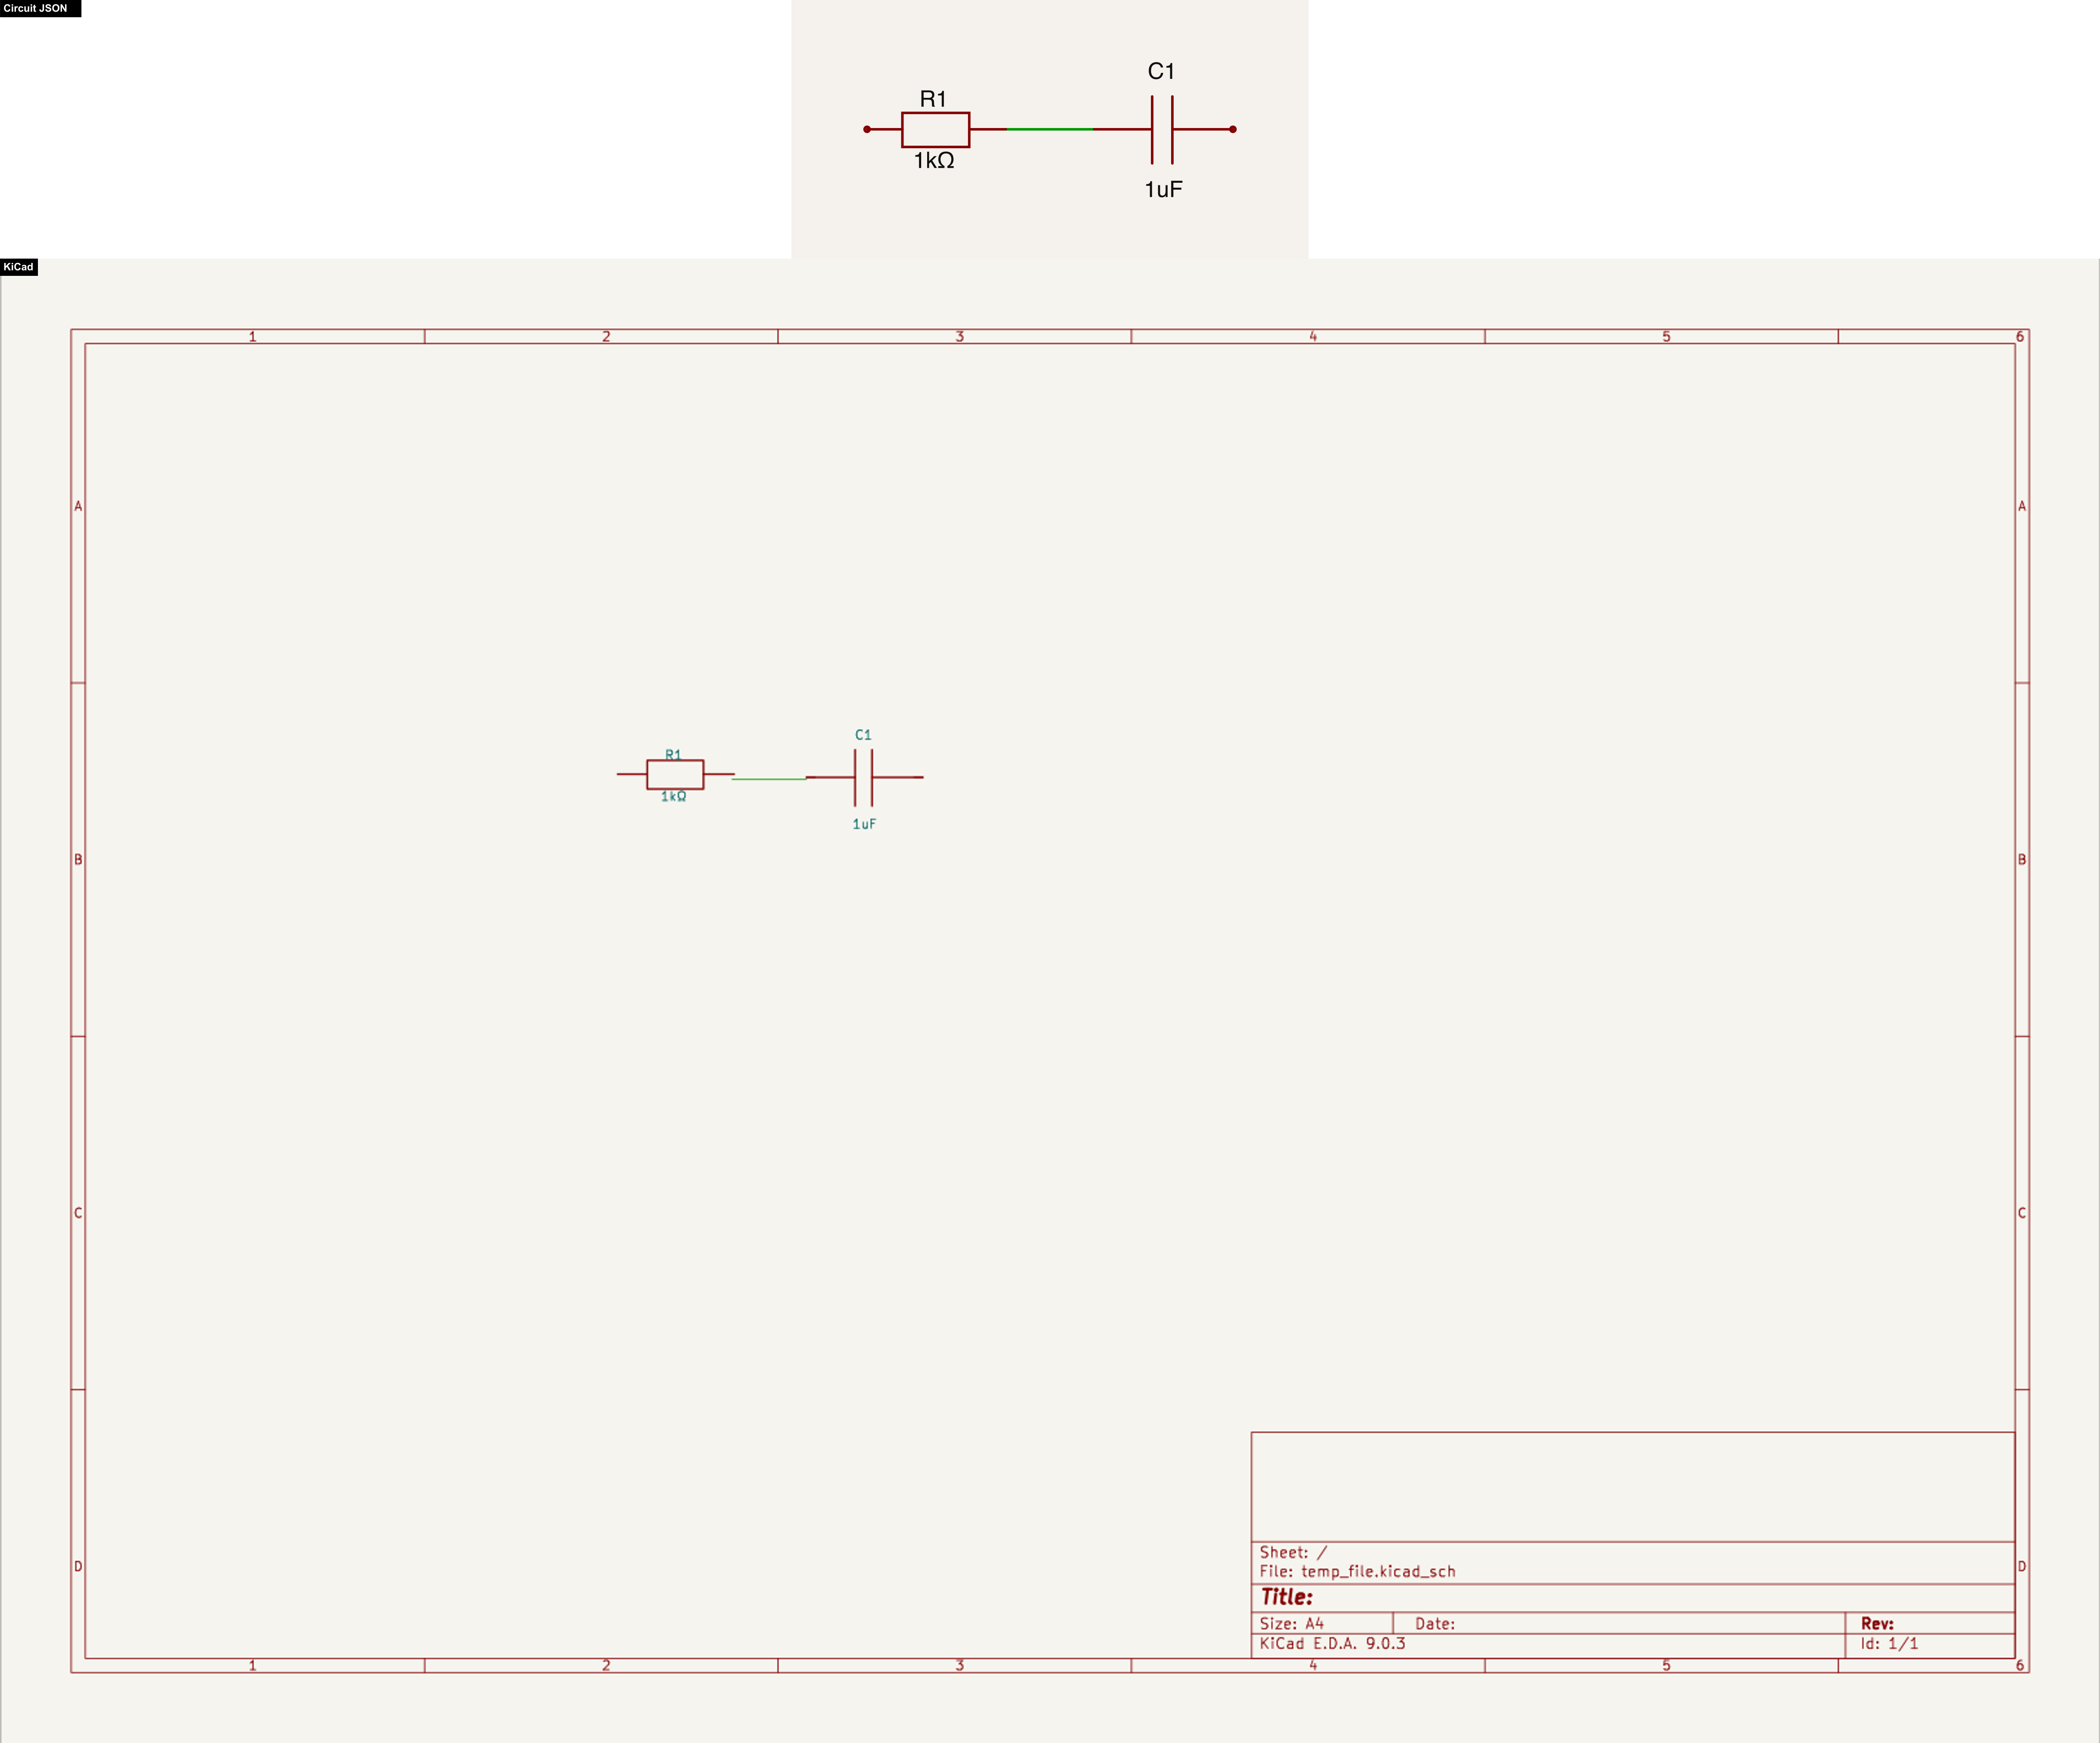 Circuit JSON
C1
R1
1kΩ
1uF
KiCad
1 2 3 4 5 6
A A
C1
R1
1kΩ
1uF
B B
C C
Sheet: /
File: temp_file.kicad_sch
D D
Title:
Size: A4 Date: Rev:
KiCad E.D.A. 9.0.3 Id: 1/1
1 2 3 4 5 6